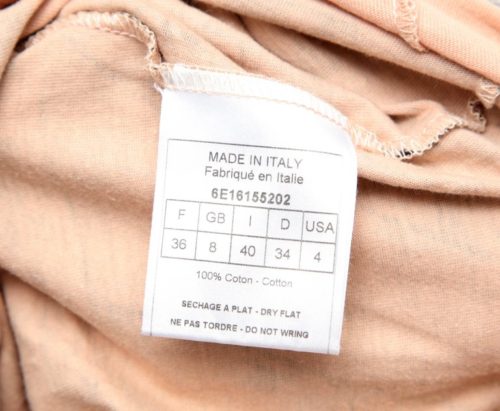 MADE IN ITALY
Fabriqué en Italie
6E16155202
F GB I D USA
36 8 40 34 4
100% Coton - Cotton
SECHAGE A PLAT - DRY FLAT
NE PAS TORDRE - DO NOT WRING